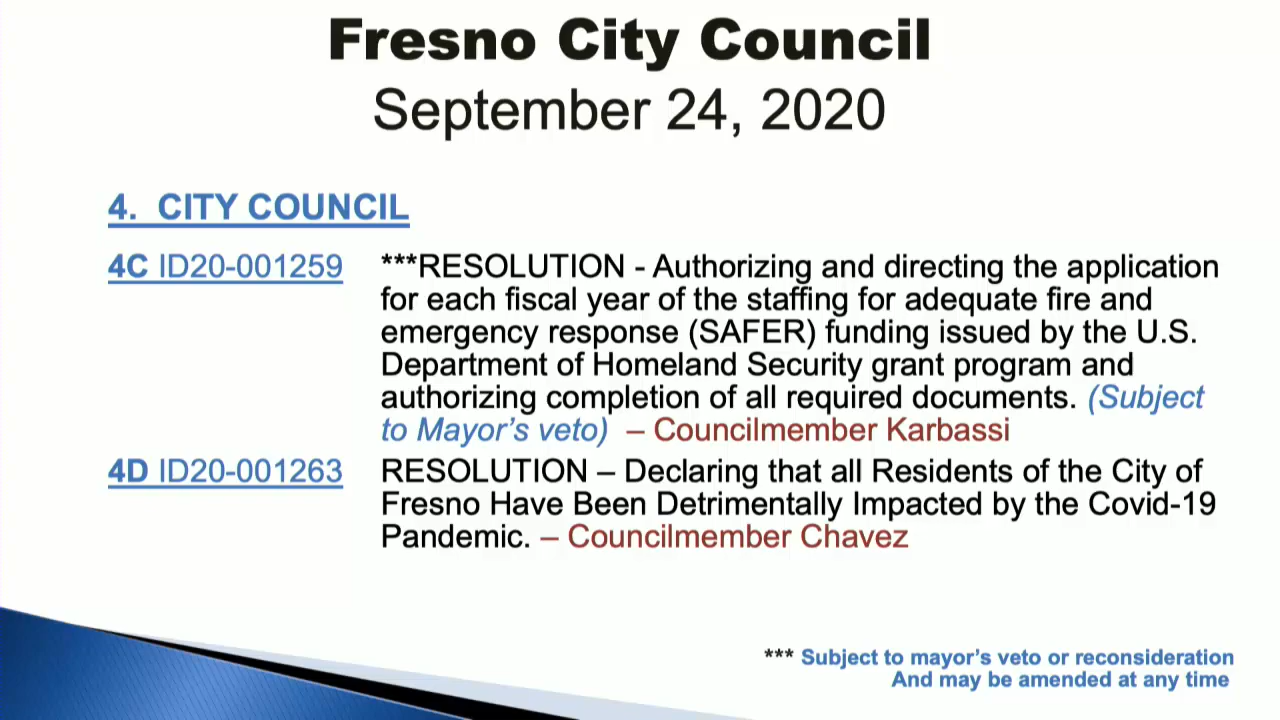 Fresno City Council
September 24, 2020
4. CITY COUNCIL
4C ID20-001259 ***RESOLUTION - Authorizing and directing the application
for each fiscal year of the staffing for adequate fire and
emergency response (SAFER) funding issued by the U.S.
Department of Homeland Security grant program and
authorizing completion of all required documents. (Subject
to Mayor’s veto) – Councilmember Karbassi
4D ID20-001263 RESOLUTION – Declaring that all Residents of the City of
Fresno Have Been Detrimentally Impacted by the Covid-19
Pandemic. – Councilmember Chavez
*** Subject to mayor’s veto or reconsideration
And may be amended at any time